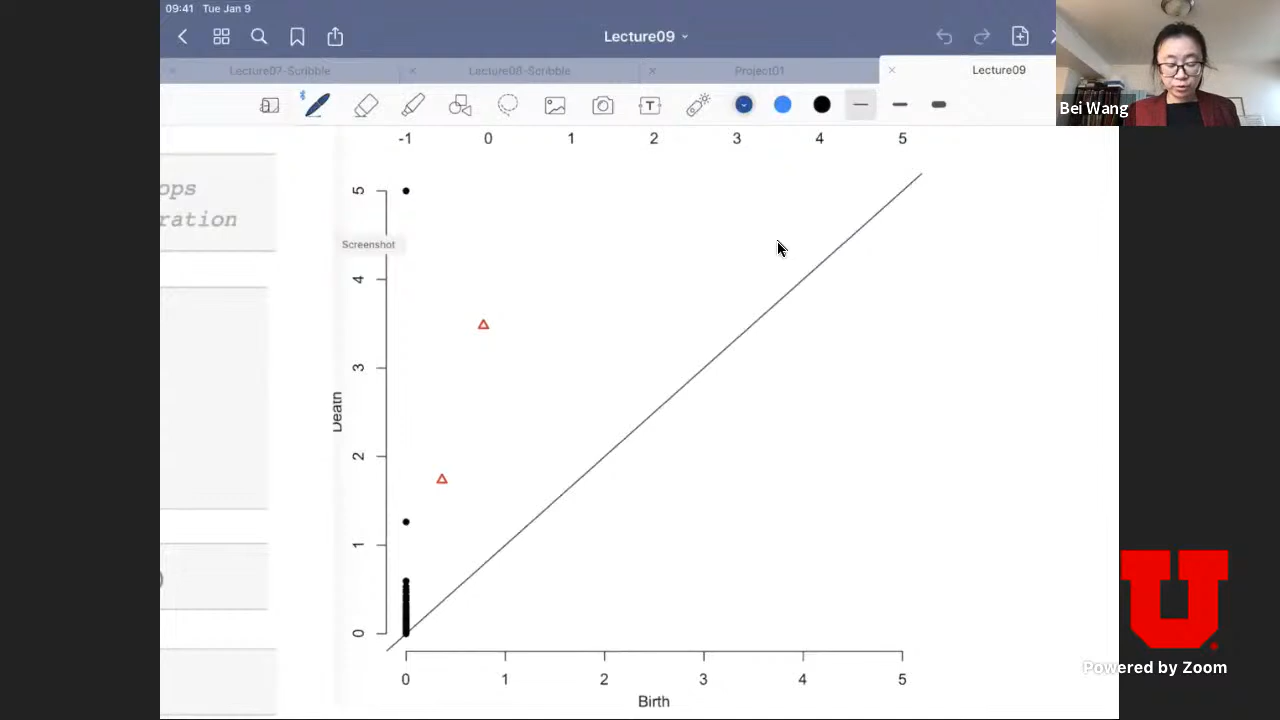 09:41 Tue Jan 9
Lecture09
Lecture07-Scribble
Lecture08-Scribble
Project01
Lecture09
T
Bei Wang
-1 0 1 2 3 4 5
ops
ration
Screenshot
5
4
3
2
1
0
Death
0 1 2 3 4 5
Birth
U
Powered by Zoom